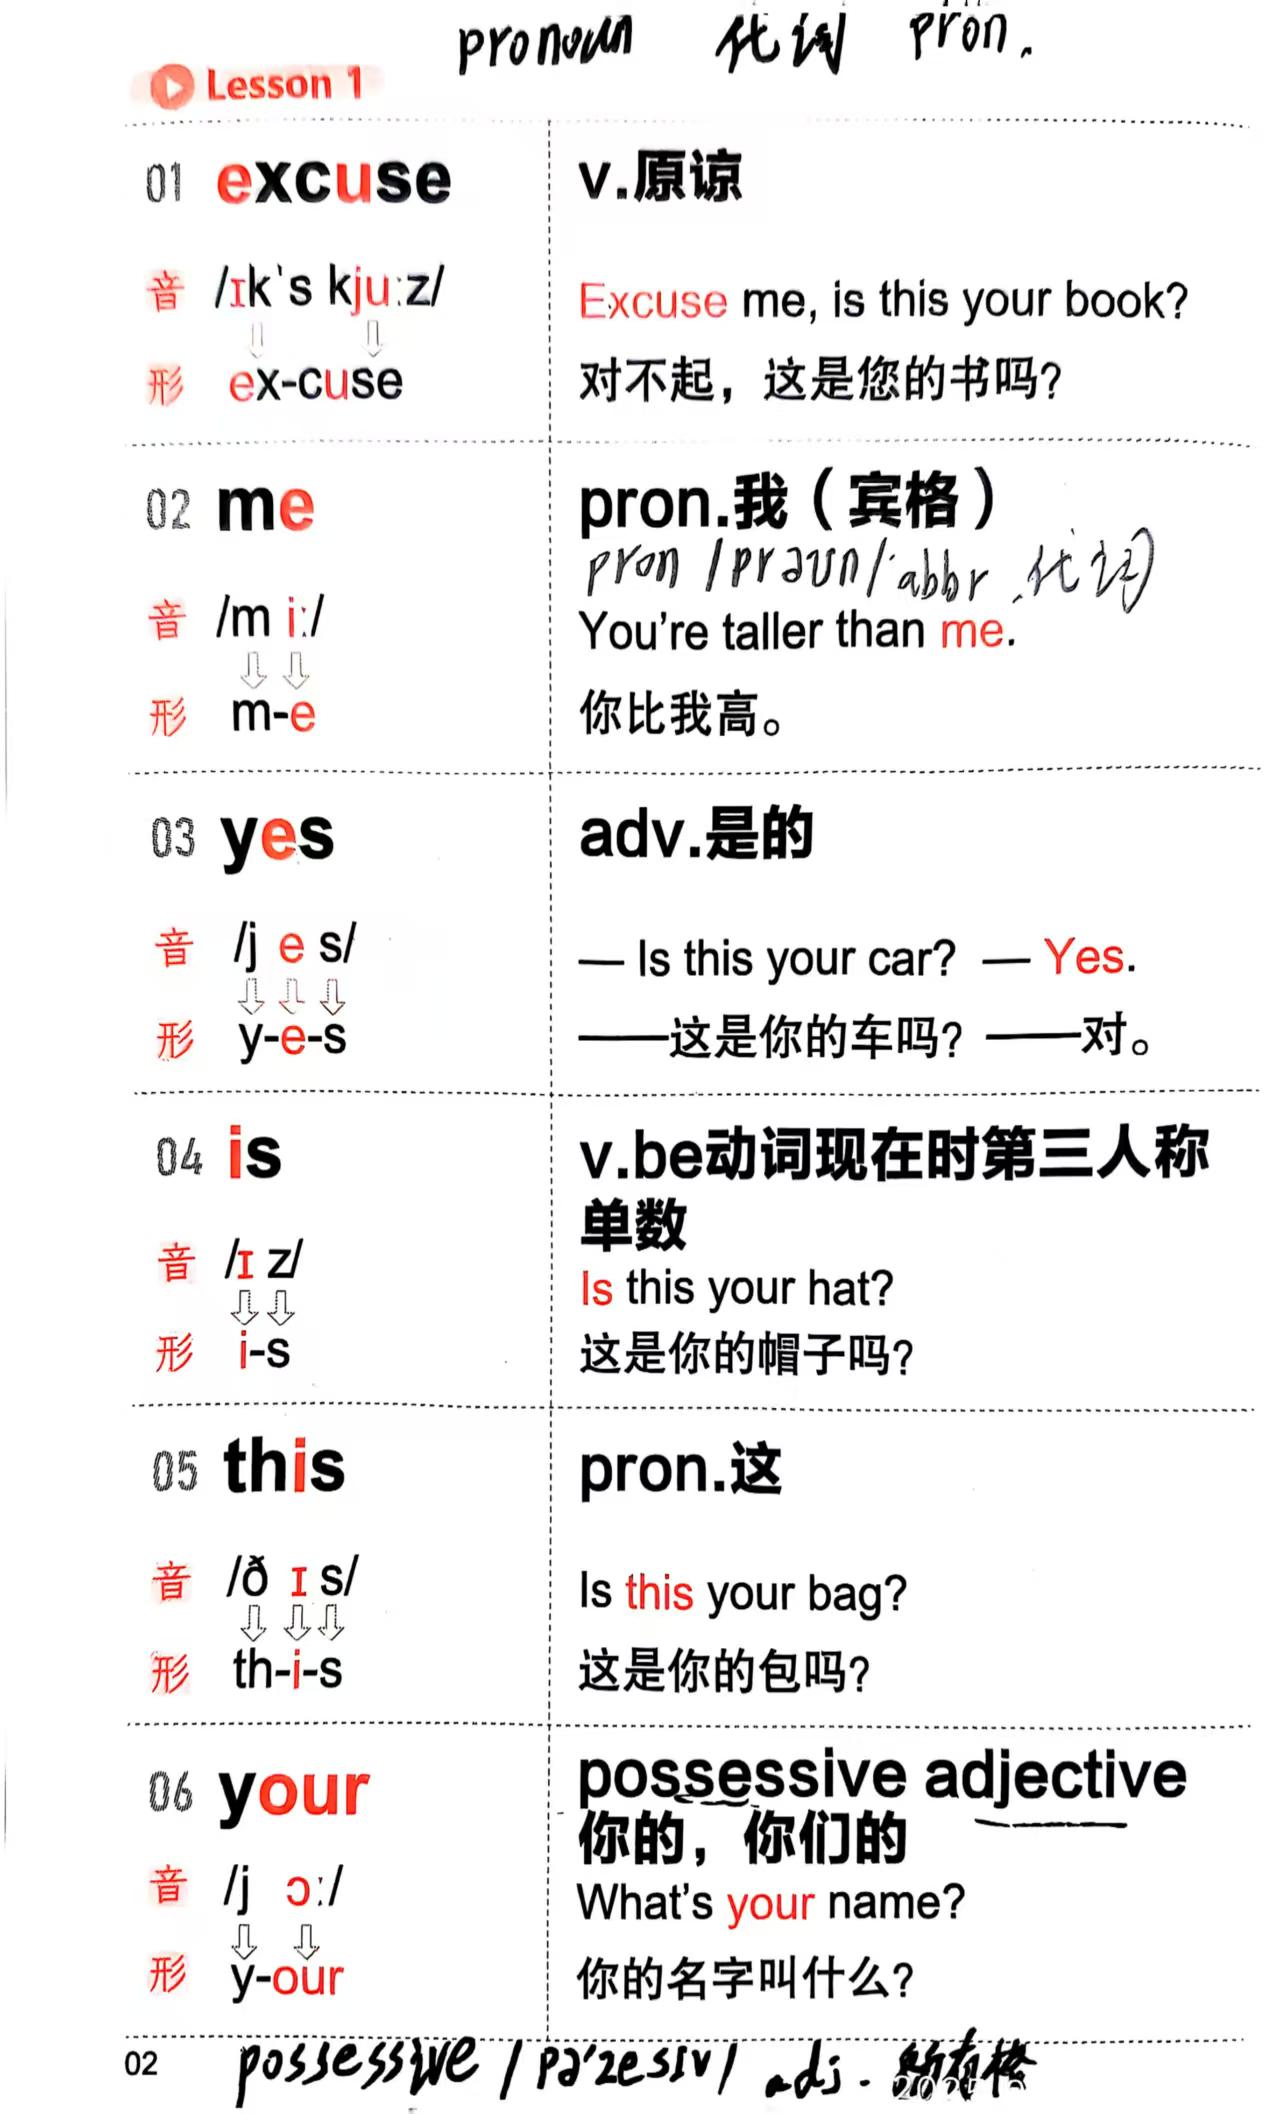 pronoun 代词 pron.
Lesson 1
01 excuse
v.原谅
音 /ɪkˈs kjuːz/
Excuse me, is this your book?
形 ex-cuse
对不起，这是您的书吗？
02 me
pron.我（宾格）
pron /prəʊn/ abbr. 代词
音 /m iː/
You're taller than me.
形 m-e
你比我高。
03 yes
adv.是的
音 /j e s/
— Is this your car? — Yes.
形 y-e-s
——这是你的车吗？——对。
04 is
v.be动词现在时第三人称
单数
音 /ɪ z/
Is this your hat?
形 i-s
这是你的帽子吗？
05 this
pron.这
音 /ð ɪ s/
Is this your bag?
形 th-i-s
这是你的包吗？
06 your
possessive adjective
你的，你们的
音 /j ɔː/
What's your name?
形 y-our
你的名字叫什么？
02
possessive /pə'zesɪv/ adj. 所有格